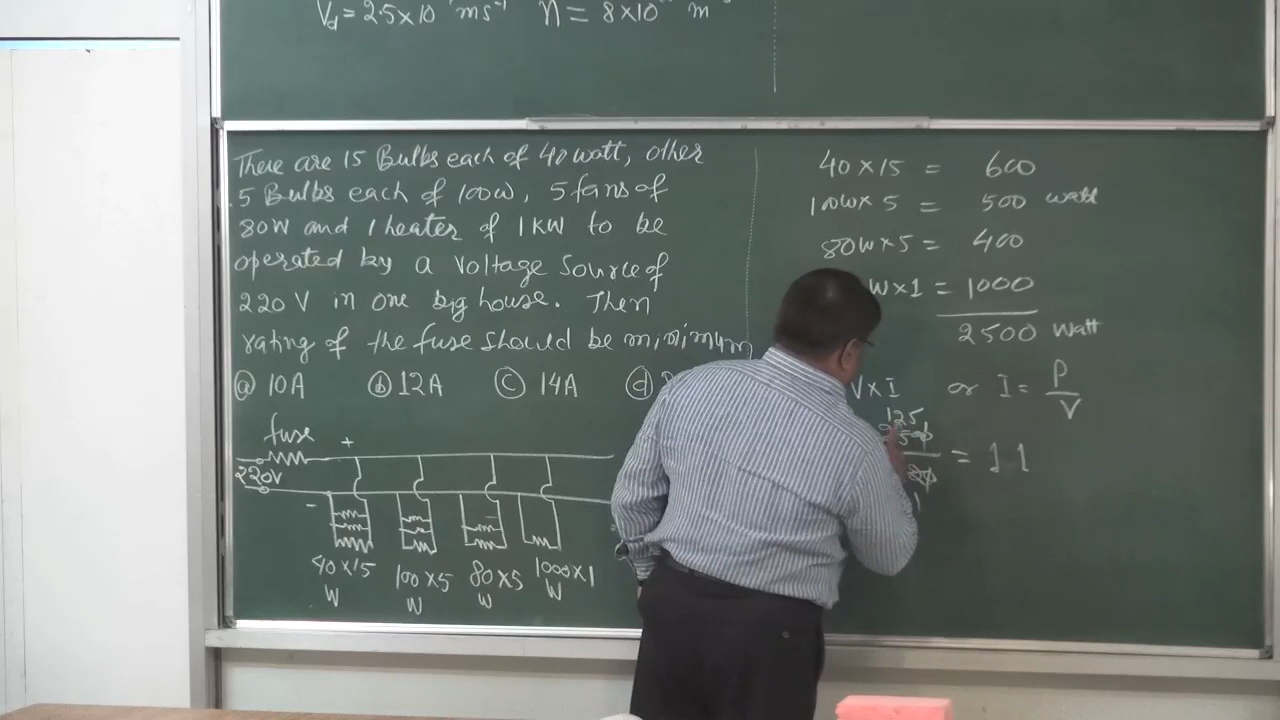 Vd = 2.5 × 10 ms⁻¹ n = 8×10 m
There are 15 Bulbs each of 40 watt, other
5 Bulbs each of 100W, 5 fans of
80W and 1 heater of 1 KW to be
operated by a voltage source of
220 V in one big house. Then
rating of the fuse should be minimum
(a) 10A (b) 12A (c) 14A (d)
fuse +
220V
-
40×15 100×5 80×5 1000×1
W W W W
40×15 = 600
100W×5 = 500 watt
80W×5 = 400
W×1 = 1000
2500 watt
V×I or I = P/V
125
= 11
1